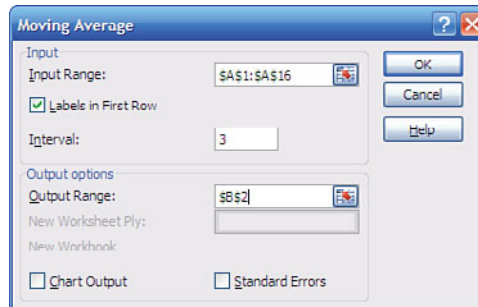 Moving Average
Input
Input Range: $A$1:$A$16
Labels in First Row
Interval: 3
Output options
Output Range: $B$2
New Worksheet Ply:
New Workbook
Chart Output Standard Errors
OK
Cancel
Help